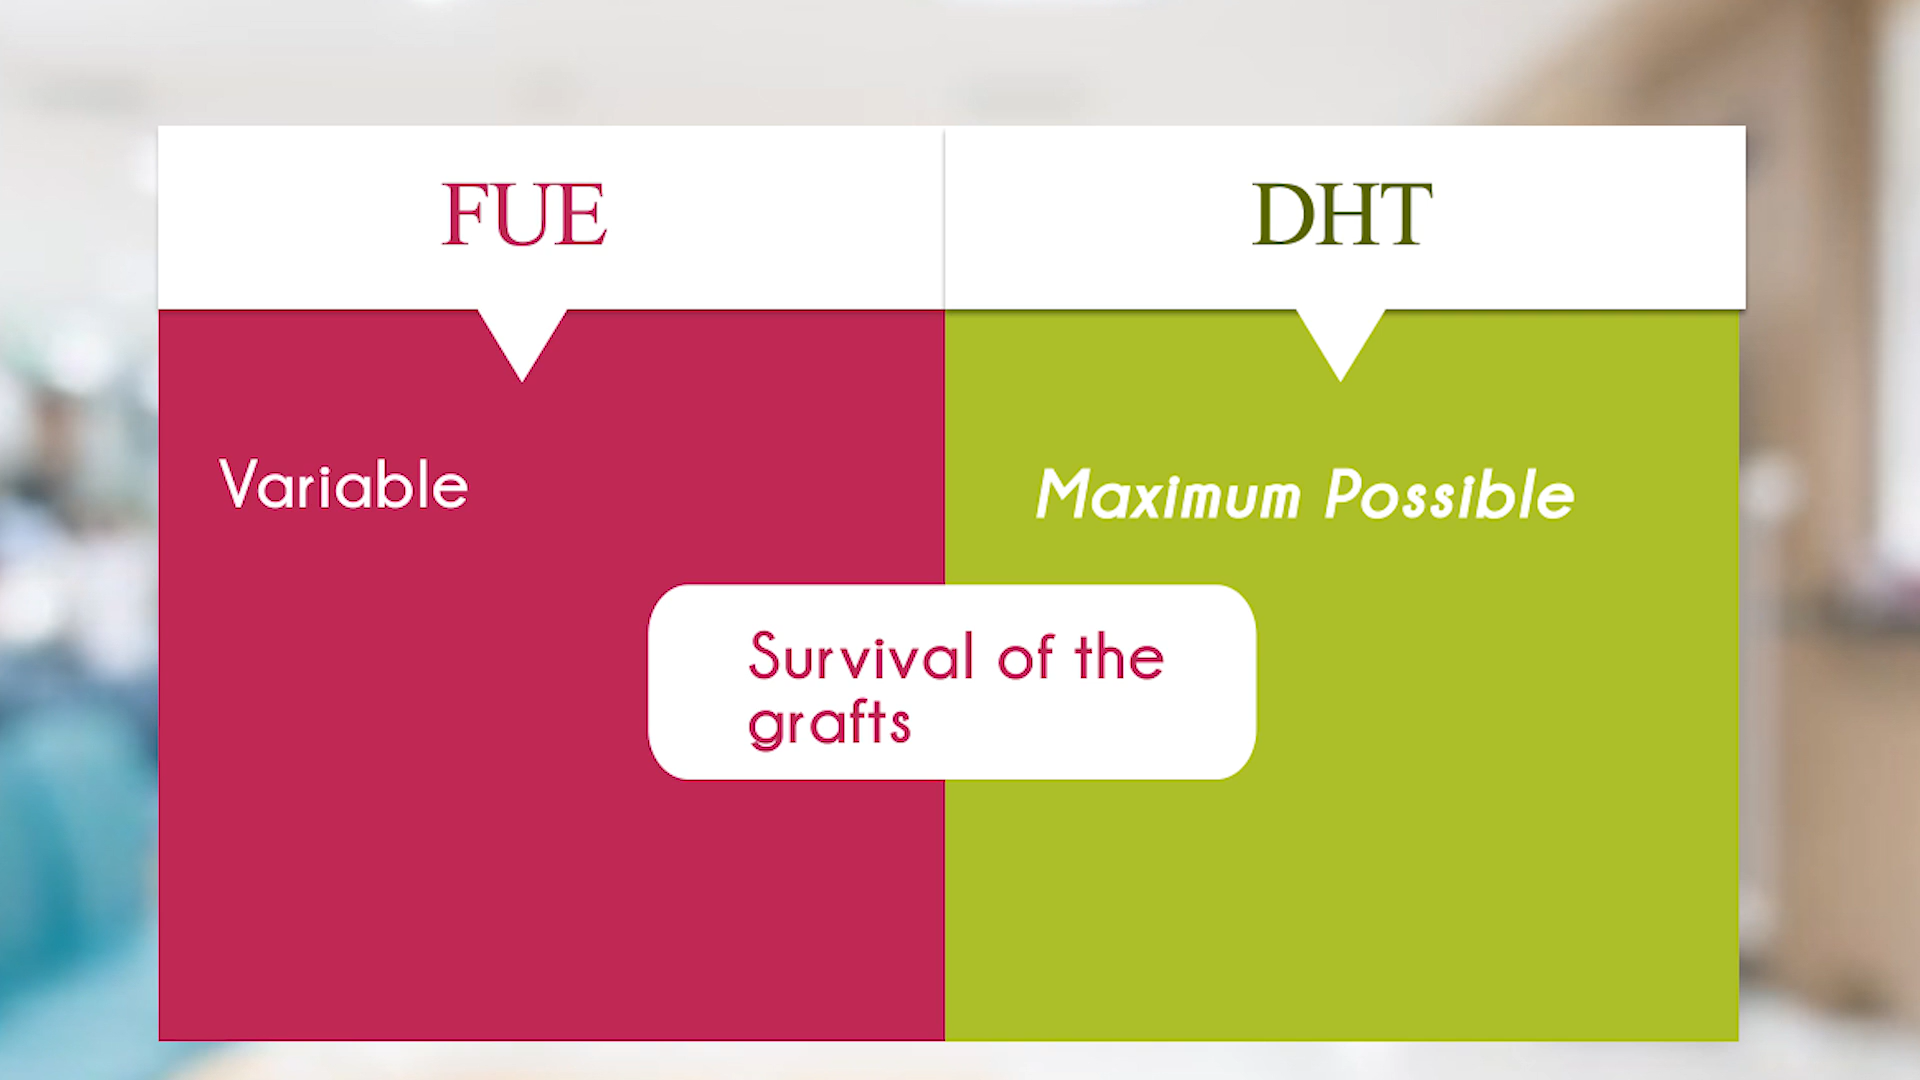 FUE
DHT
Variable
Maximum Possible
Survival of the
grafts